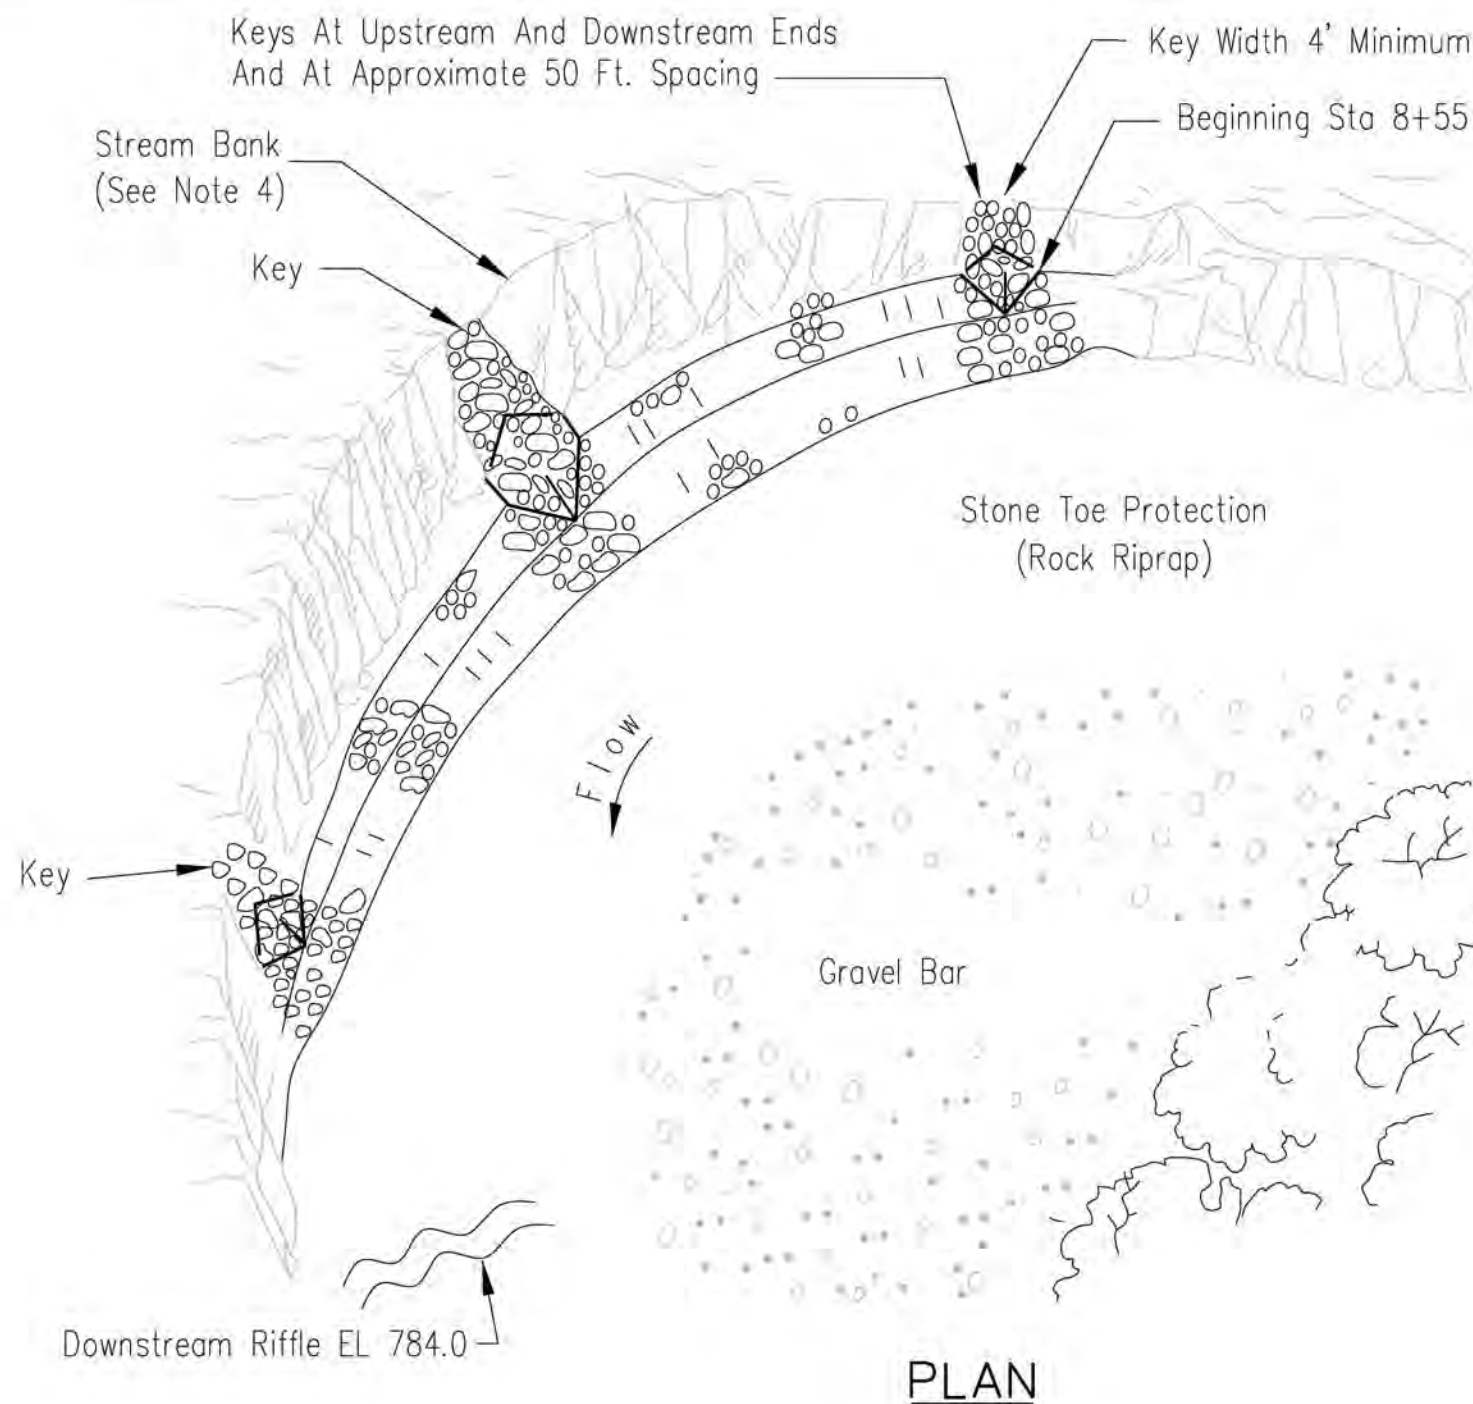 Keys At Upstream And Downstream Ends
And At Approximate 50 Ft. Spacing
Key Width 4' Minimum
Beginning Sta 8+55
Stream Bank
(See Note 4)
Key
Stone Toe Protection
(Rock Riprap)
Flow
Key
Gravel Bar
Downstream Riffle EL 784.0
PLAN